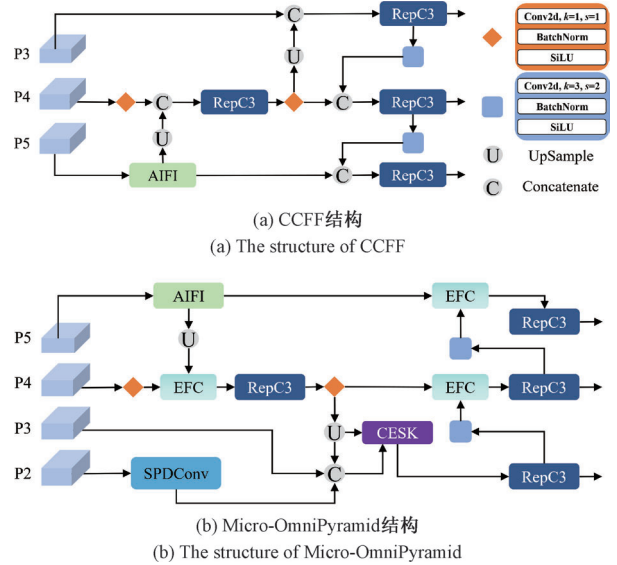 P3
P4
P5
C
U
RepC3
C
U
RepC3
C
RepC3
AIFI
C
RepC3
Conv2d, k=1, s=1
BatchNorm
SiLU
Conv2d, k=3, s=2
BatchNorm
SiLU
U UpSample
C Concatenate
(a) CCFF结构
(a) The structure of CCFF
P5
P4
P3
P2
AIFI
EFC
RepC3
U
EFC
RepC3
EFC
RepC3
U
CESK
C
SPDConv
RepC3
(b) Micro-OmniPyramid结构
(b) The structure of Micro-OmniPyramid